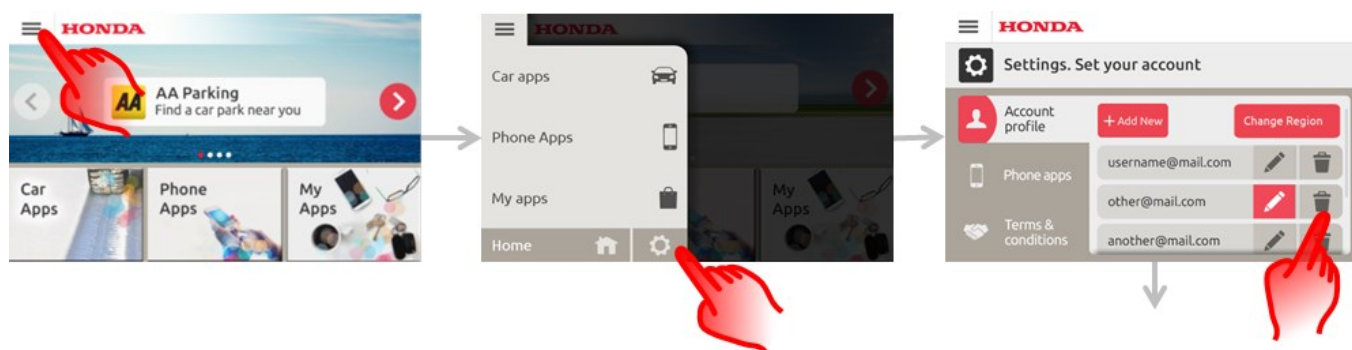 HONDA
AA
AA Parking
Find a car park near you
Car
Apps
Phone
Apps
My
Apps
HONDA
Car apps
Phone Apps
My apps
Home
My
Apps
HONDA
Settings. Set your account
Account
profile
+ Add New
Change Region
username@mail.com
Phone apps
other@mail.com
Terms &
conditions
another@mail.com